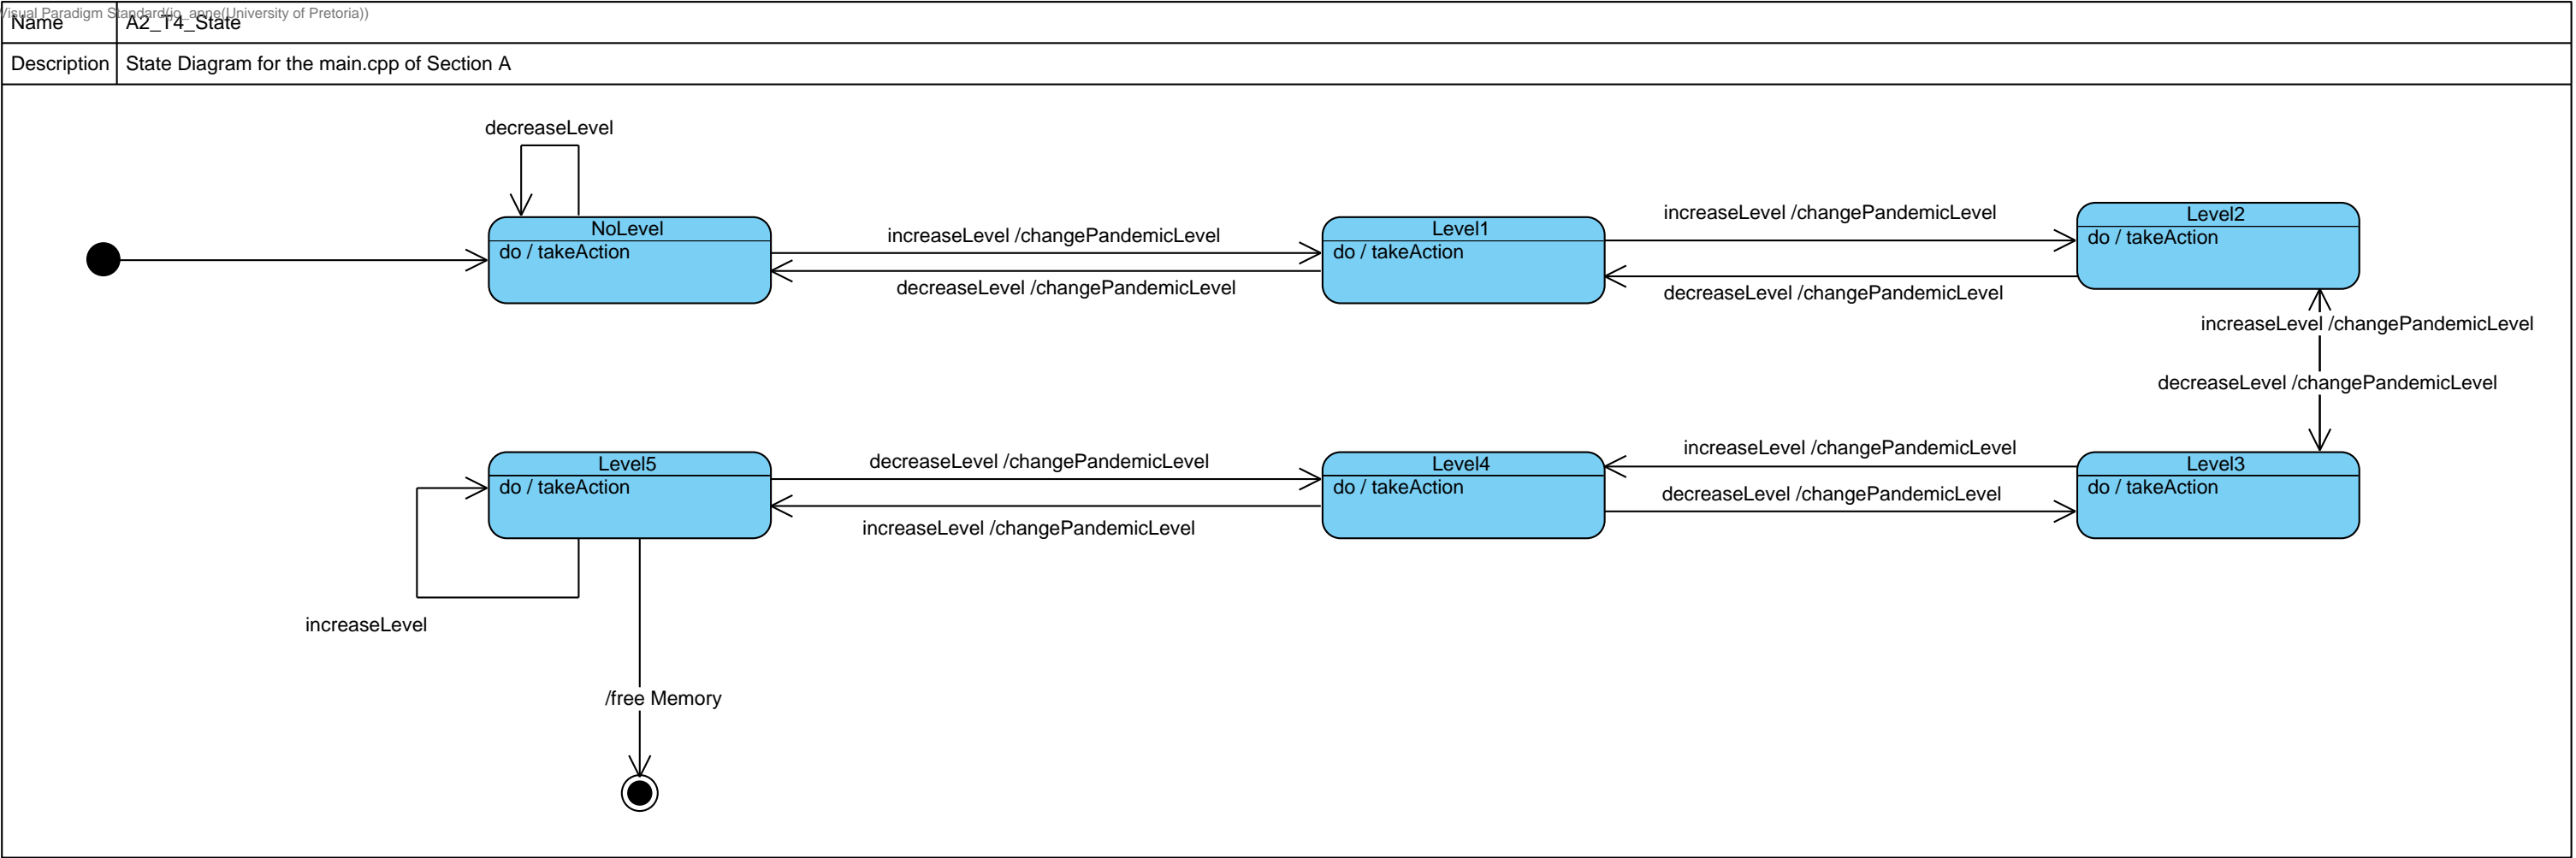 Visual Paradigm Standard(jo_anne(University of Pretoria))
Name A2_T4_State
Description State Diagram for the main.cpp of Section A
decreaseLevel
NoLevel
do / takeAction
increaseLevel /changePandemicLevel
decreaseLevel /changePandemicLevel
Level1
do / takeAction
increaseLevel /changePandemicLevel
decreaseLevel /changePandemicLevel
Level2
do / takeAction
increaseLevel /changePandemicLevel
decreaseLevel /changePandemicLevel
Level5
do / takeAction
decreaseLevel /changePandemicLevel
increaseLevel /changePandemicLevel
Level4
do / takeAction
increaseLevel /changePandemicLevel
decreaseLevel /changePandemicLevel
Level3
do / takeAction
increaseLevel
/free Memory